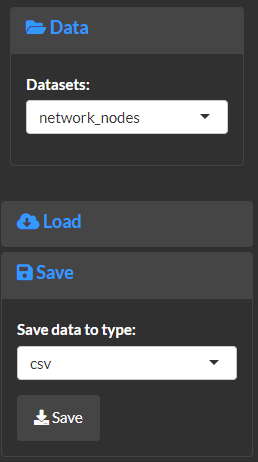 Data
Datasets:
network_nodes
Load
Save
Save data to type:
csv
Save